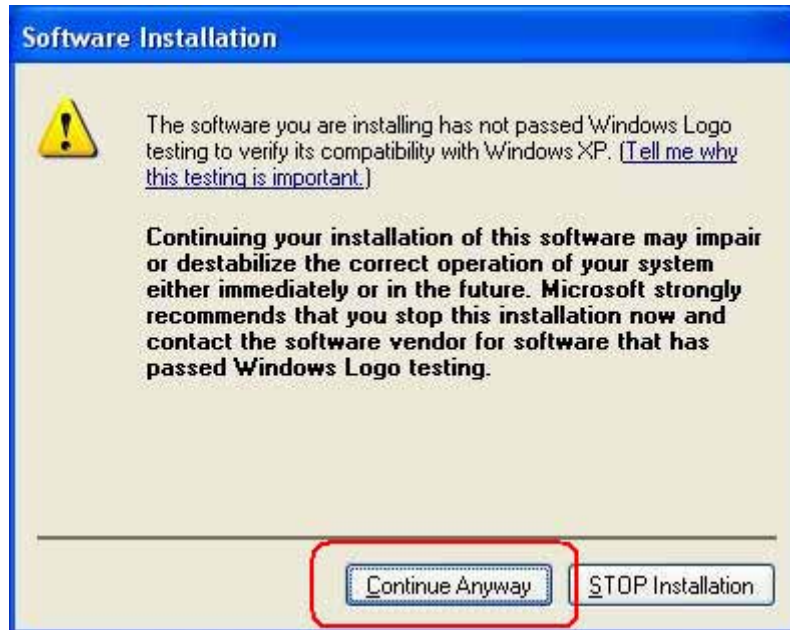 Software Installation
The software you are installing has not passed Windows Logo
testing to verify its compatibility with Windows XP. (Tell me why
this testing is important.)
Continuing your installation of this software may impair
or destabilize the correct operation of your system
either immediately or in the future. Microsoft strongly
recommends that you stop this installation now and
contact the software vendor for software that has
passed Windows Logo testing.
Continue Anyway
STOP Installation